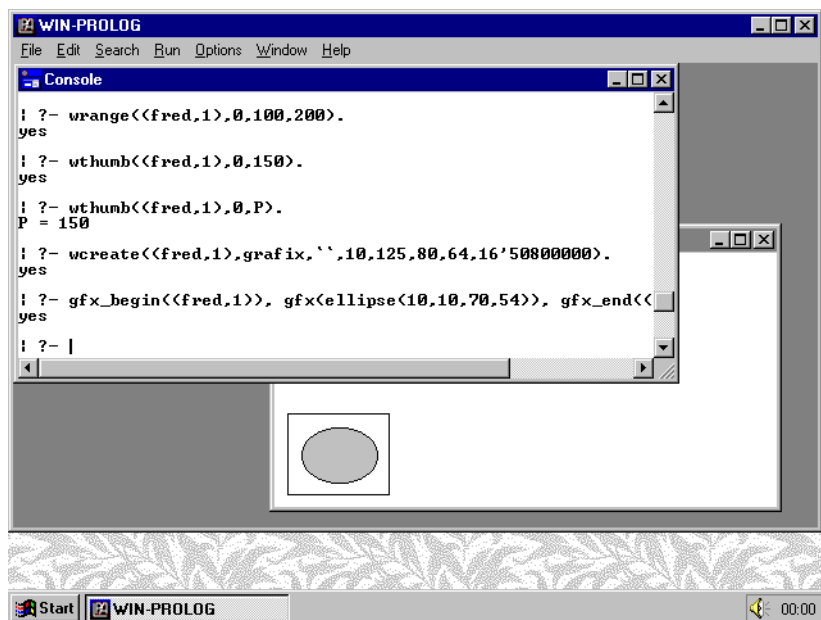 WIN-PROLOG
File Edit Search Run Options Window Help
Console
| ?- wrange((fred,1),0,100,200).
yes
| ?- wthumb((fred,1),0,150).
yes
| ?- wthumb((fred,1),0,P).
P = 150
| ?- wcreate((fred,1),grafix,``,10,125,80,64,16'50800000).
yes
| ?- gfx_begin((fred,1)), gfx(ellipse(10,10,70,54)), gfx_end((
yes
| ?- |
Start WIN-PROLOG 00:00